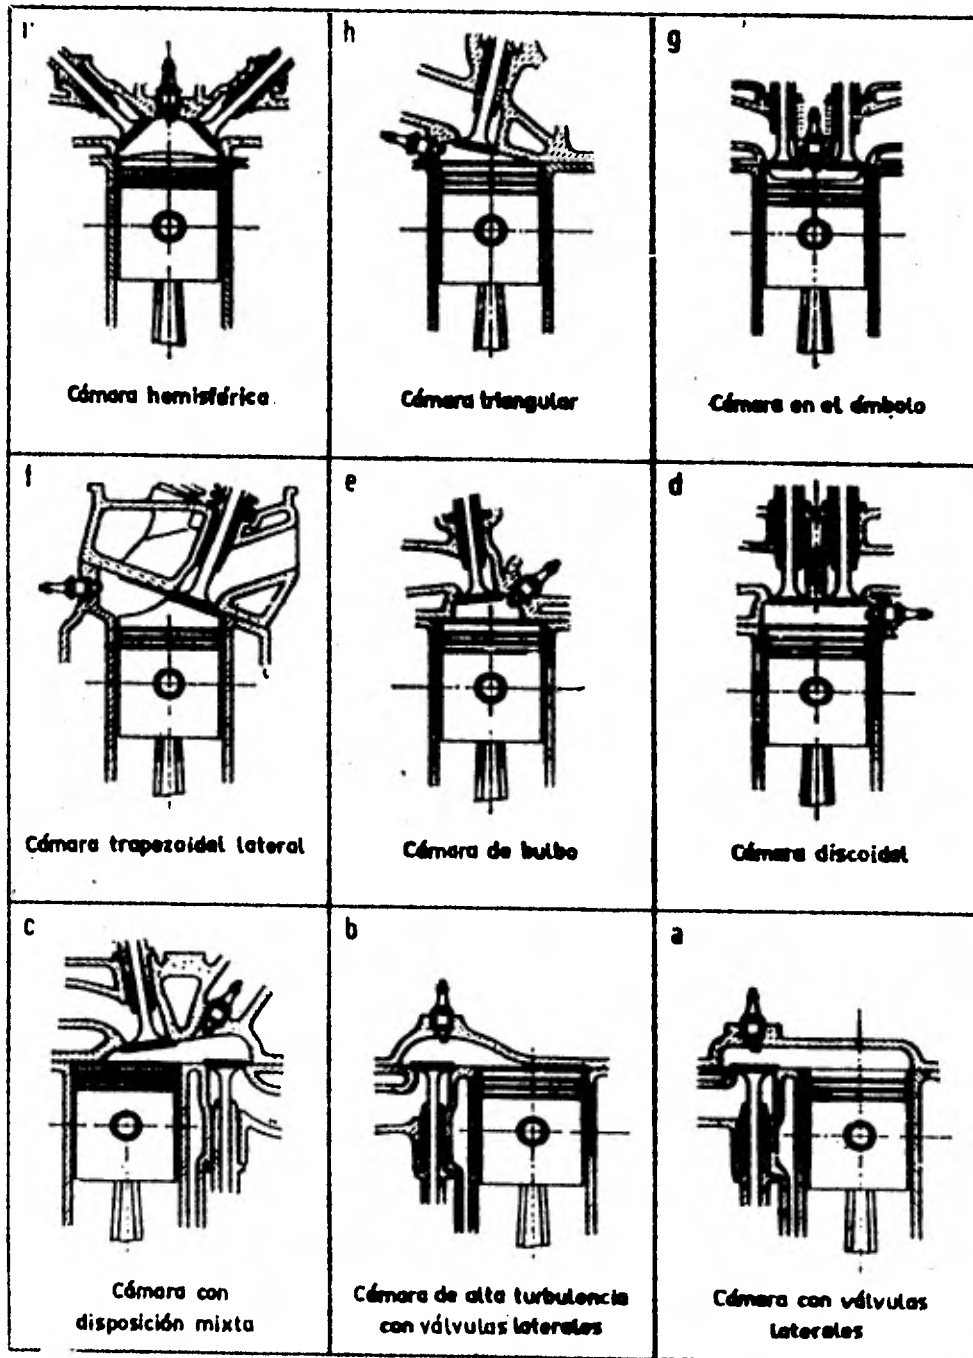 i
h
g
Cámara hemisférica
Cámara triangular
Cámara en el émbolo
f
e
d
Cámara trapezoidel lateral
Cámara de bulbo
Cámara discoidal
c
b
a
Cámara con
disposición mixta
Cámara de alta turbulencia
con válvulas laterales
Cámara con válvulas
laterales